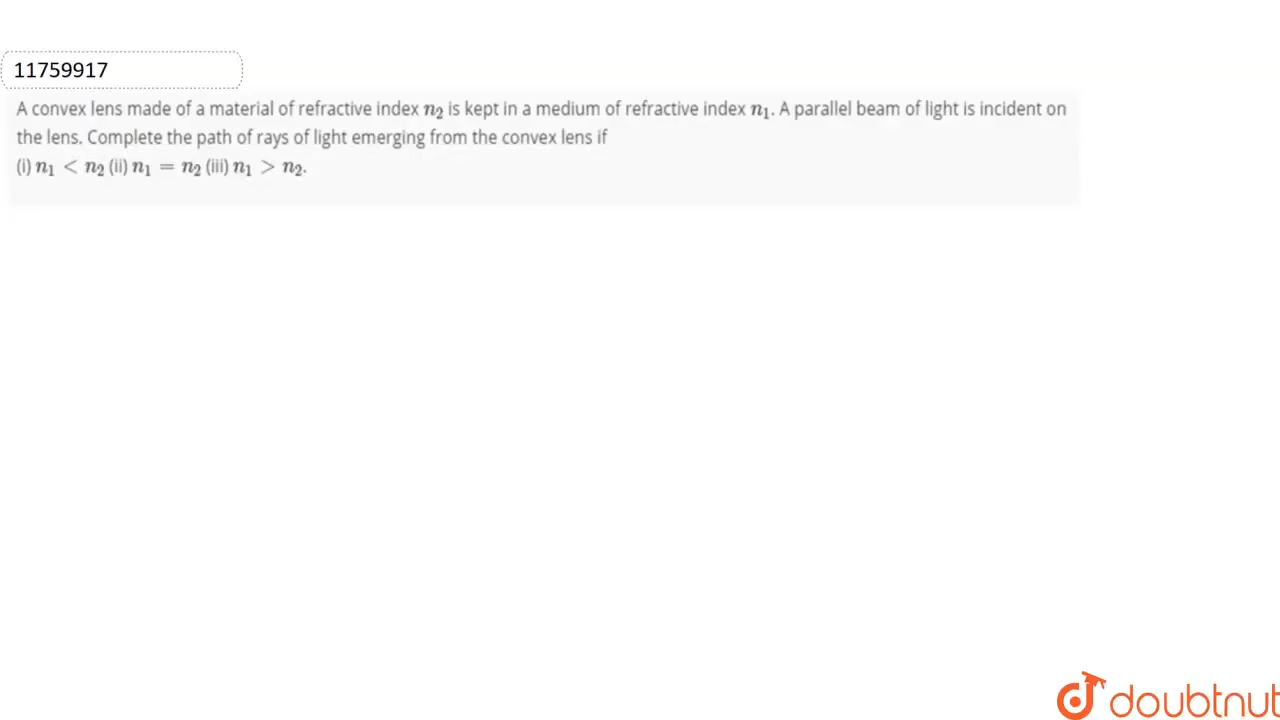 11759917
A convex lens made of a material of refractive index n₂ is kept in a medium of refractive index n₁. A parallel beam of light is incident on
the lens. Complete the path of rays of light emerging from the convex lens if
(i) n₁ < n₂ (ii) n₁ = n₂ (iii) n₁ > n₂.
doubtnut